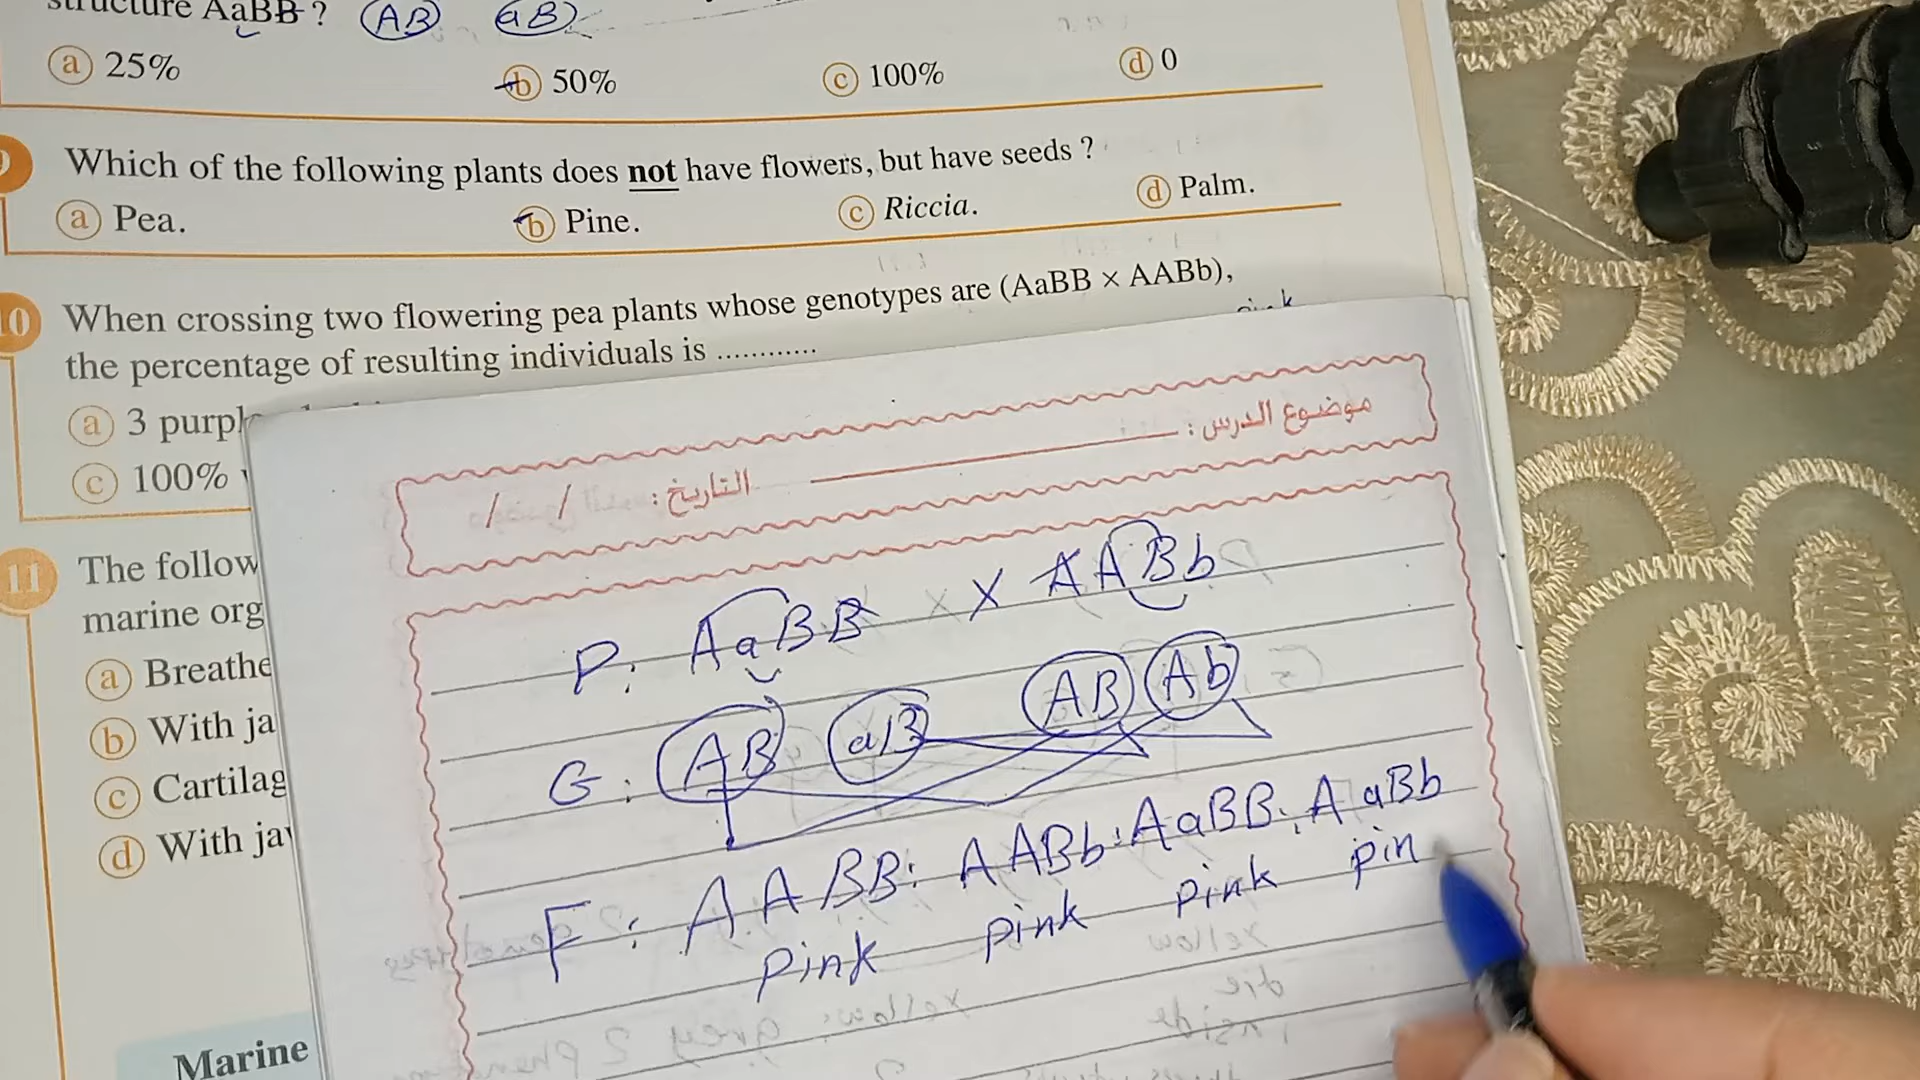 structure AaBB ? AB aB
a 25% b 50% c 100% d 0
Which of the following plants does not have flowers, but have seeds ?
a Pea. b Pine. c Riccia. d Palm.
10 When crossing two flowering pea plants whose genotypes are (AaBB × AABb),
the percentage of resulting individuals is ............
a 3 purpl
c 100%
11 The follow
marine org
a Breathe
b With ja
c Cartilag
d With jav
Marine
موضوع الدرس :
التاريخ : / /
P: AaBB X AABb
G: AB aB AB Ab
F: AABB: AABb: AaBB: AaBb
pink pink pink pin